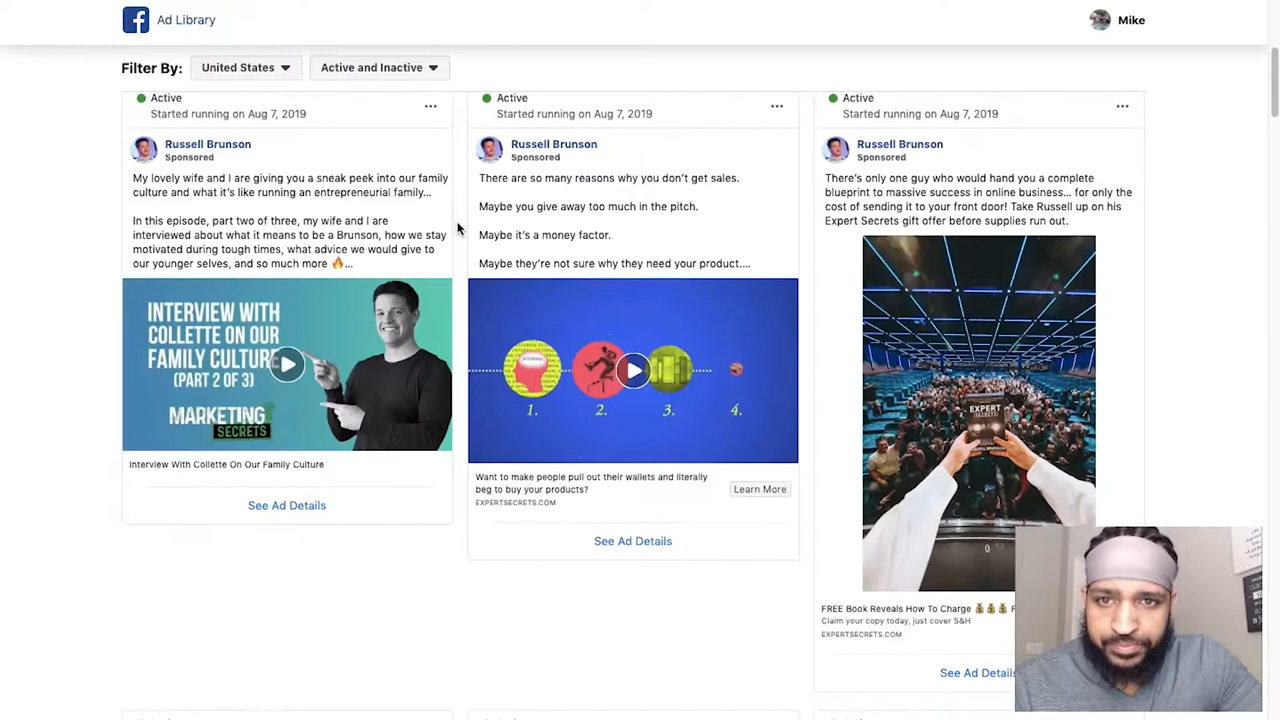 Ad Library
Mike
Filter By:
United States
Active and Inactive
Active
Started running on Aug 7, 2019
Russell Brunson
Sponsored
My lovely wife and I are giving you a sneak peek into our family
culture and what it's like running an entrepreneurial family...
In this episode, part two of three, my wife and I are
interviewed about what it means to be a Brunson, how we stay
motivated during tough times, what advice we would give to
our younger selves, and so much more 🔥...
INTERVIEW WITH
COLLETTE ON OUR
FAMILY CULTURE
(PART 2 OF 3)
MARKETING
SECRETS
Interview With Collette On Our Family Culture
See Ad Details
Active
Started running on Aug 7, 2019
Russell Brunson
Sponsored
There are so many reasons why you don't get sales.
Maybe you give away too much in the pitch.
Maybe it's a money factor.
Maybe they're not sure why they need your product....
INTERNAL
1. 2. 3. 4.
Want to make people pull out their wallets and literally
beg to buy your products?
EXPERTSECRETS.COM
Learn More
See Ad Details
Active
Started running on Aug 7, 2019
Russell Brunson
Sponsored
There's only one guy who would hand you a complete
blueprint to massive success in online business... for only the
cost of sending it to your front door! Take Russell up on his
Expert Secrets gift offer before supplies run out.
EXPERT
SECRETS
FREE Book Reveals How To Charge 💰💰💰 F
Claim your copy today, just cover S&H
EXPERTSECRETS.COM
See Ad Details